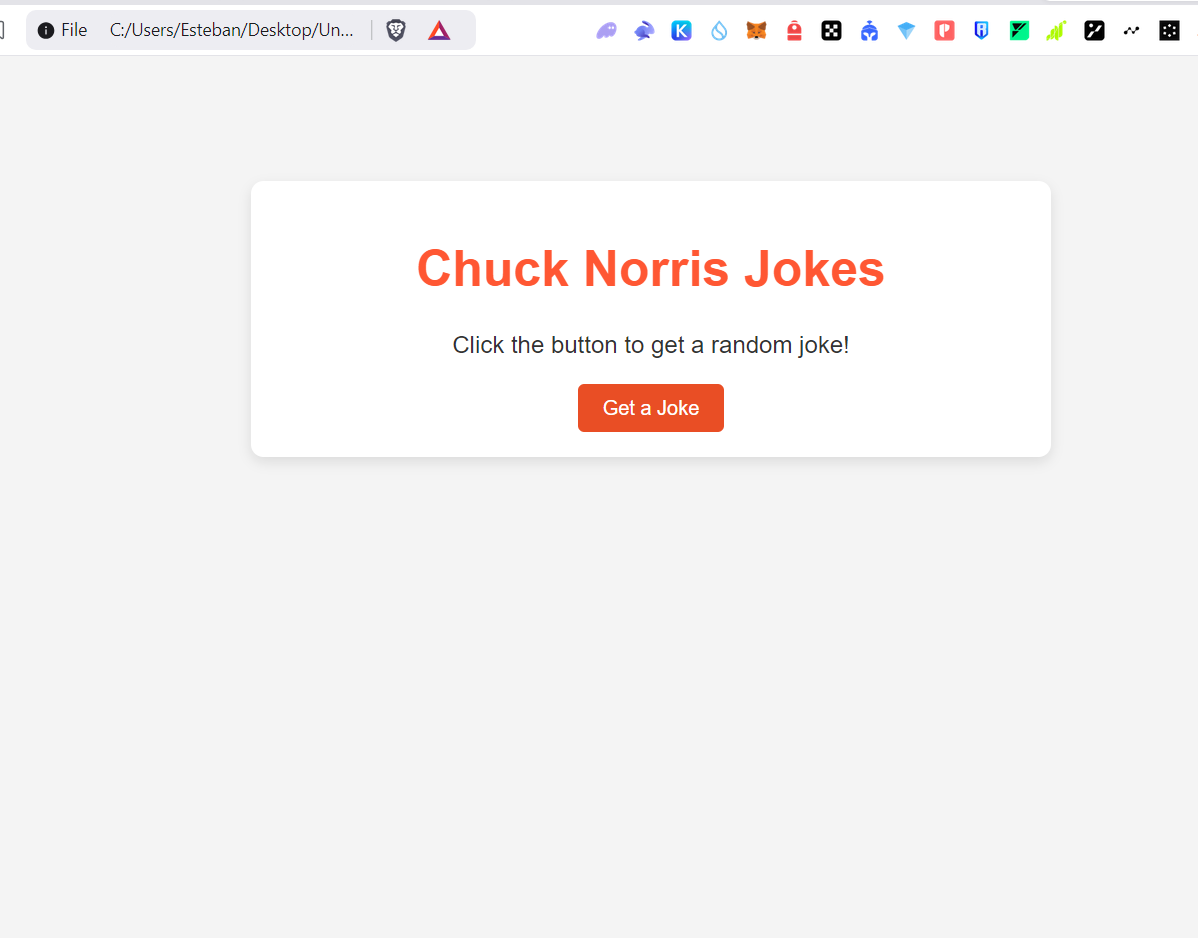 File C:/Users/Esteban/Desktop/Un...
K
Chuck Norris Jokes
Click the button to get a random joke!
Get a Joke